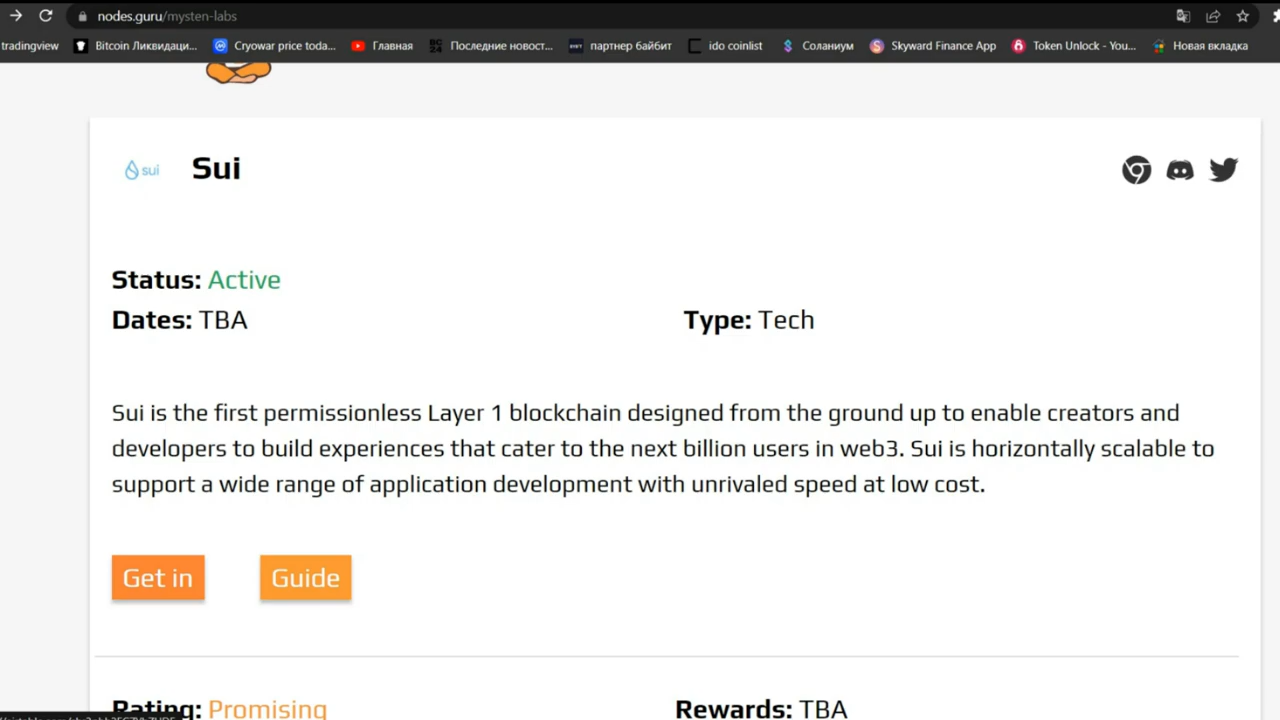 nodes.guru/mysten-labs
tradingview Bitcoin Ликвидаци... Cryowar price toda... Главная Последние новост... партнер байбит ido coinlist Соланиум Skyward Finance App Token Unlock - You... Новая вкладка
sui Sui
Status: Active
Dates: TBA Type: Tech
Sui is the first permissionless Layer 1 blockchain designed from the ground up to enable creators and
developers to build experiences that cater to the next billion users in web3. Sui is horizontally scalable to
support a wide range of application development with unrivaled speed at low cost.
Get in Guide
Rating: Promising Rewards: TBA